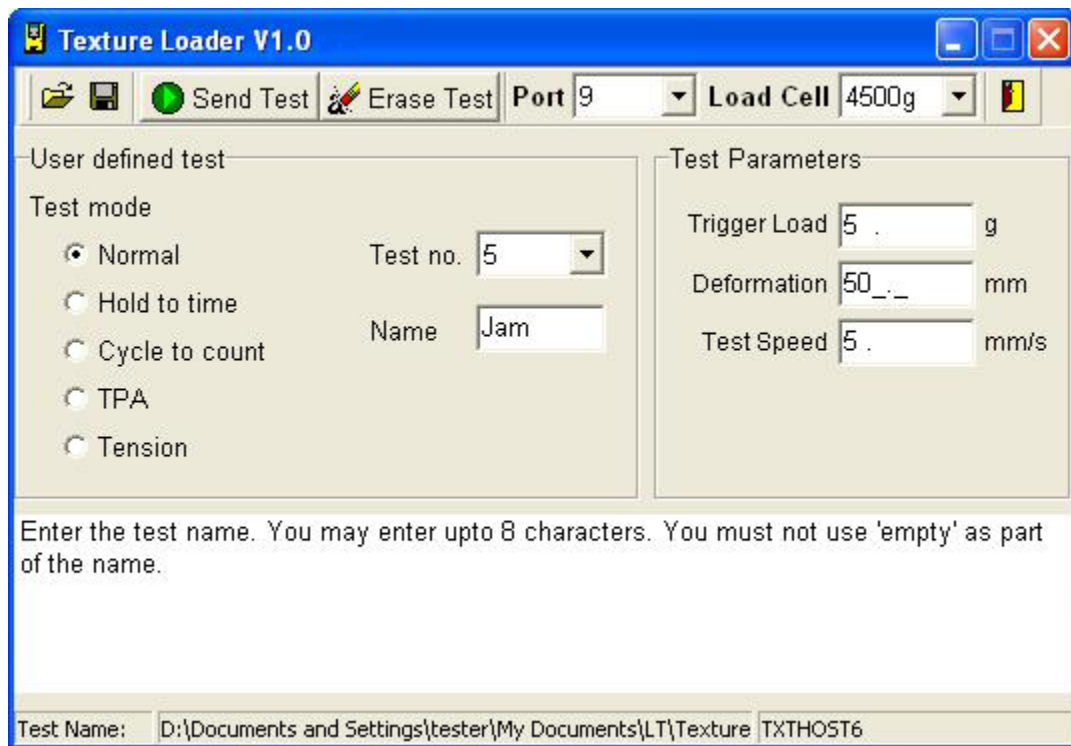 Texture Loader V1.0
Send Test Erase Test Port 9 Load Cell 4500g
User defined test
Test mode
Normal
Hold to time
Cycle to count
TPA
Tension
Test no. 5
Name Jam
Test Parameters
Trigger Load 5 . g
Deformation 50_._ mm
Test Speed 5 . mm/s
Enter the test name. You may enter upto 8 characters. You must not use 'empty' as part
of the name.
Test Name: D:\Documents and Settings\tester\My Documents\LT\Texture TXTHOST6